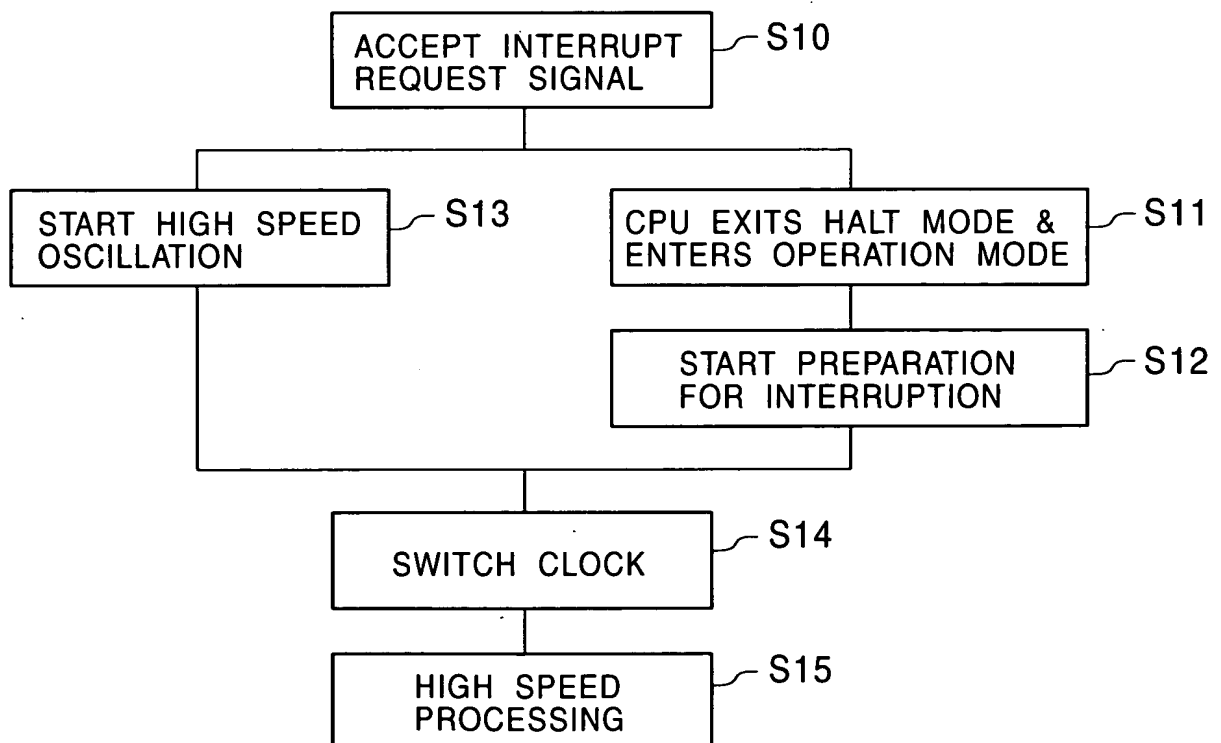 ACCEPT INTERRUPT
REQUEST SIGNAL
S10
START HIGH SPEED
OSCILLATION
S13
CPU EXITS HALT MODE &
ENTERS OPERATION MODE
S11
START PREPARATION
FOR INTERRUPTION
S12
SWITCH CLOCK
S14
HIGH SPEED
PROCESSING
S15